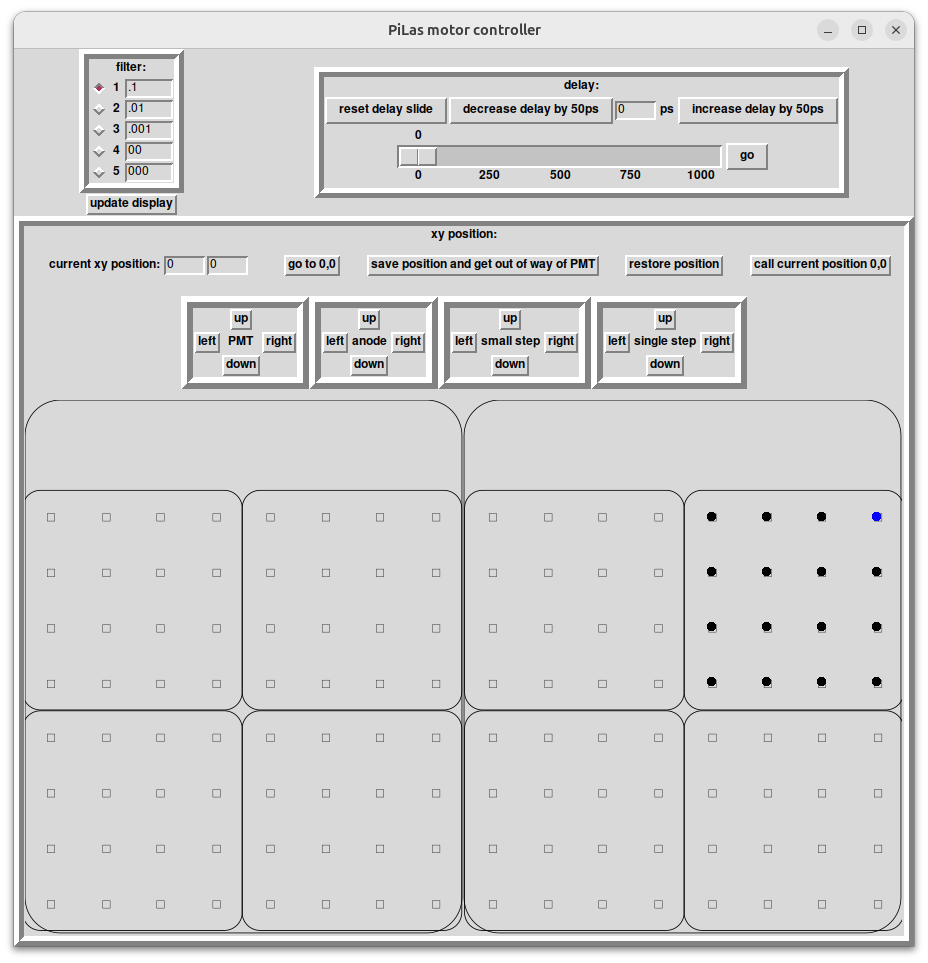 PiLas motor controller
filter:
1 .1
2 .01
3 .001
4 00
5 000
update display
delay:
reset delay slide decrease delay by 50ps 0 ps increase delay by 50ps
0
go
0 250 500 750 1000
xy position:
current xy position: 0 0 go to 0,0 save position and get out of way of PMT restore position call current position 0,0
up up up up
left PMT right left anode right left small step right left single step right
down down down down